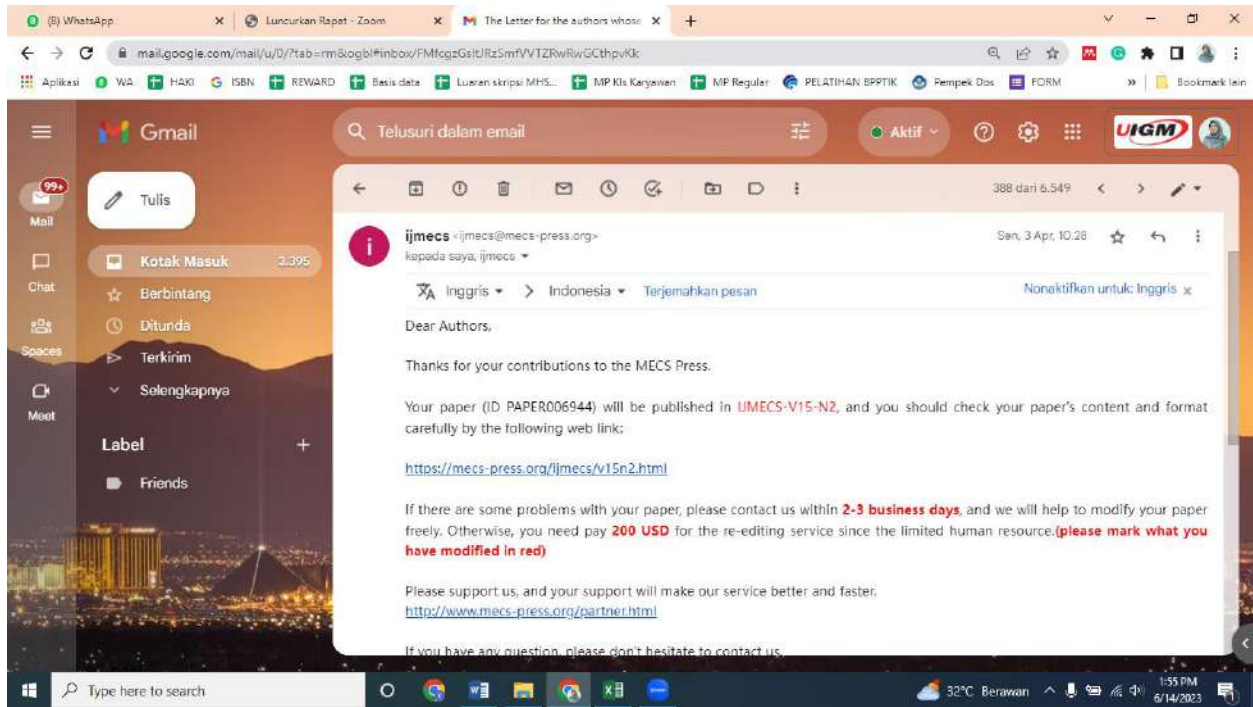 (8) WhatsApp
Luncurkan Rapat - Zoom
The Letter for the authors whose
mail.google.com/mail/u/0/?tab=rm&ogbl#inbox/
Aplikasi
WA
HAKI
ISBN
REWARD
Basis data
Luaran skripsi MHS...
MP Kls Karyawan
MP Reguler
PELATIHAN BPPTIK
Pempek Dos
FORM
»
Bookmark lain
Gmail
Telusuri dalam email
Aktif
UIGM
99+
Mail
Chat
Spaces
Meet
Tulis
Kotak Masuk 3.395
Berbintang
Ditunda
Terkirim
Selengkapnya
Label +
Friends
388 dari 6.549
i
ijmecs <ijmecs@mecs-press.org>
Sen, 3 Apr, 10.28
kepada saya, ijmecs
Inggris > Indonesia Terjemahkan pesan
Nonaktifkan untuk: Inggris x
Dear Authors,
Thanks for your contributions to the MECS Press.
Your paper (ID PAPER006944) will be published in IJMECS-V15-N2, and you should check your paper's content and format
carefully by the following web link:
https://mecs-press.org/ijmecs/v15n2.html
If there are some problems with your paper, please contact us within 2-3 business days, and we will help to modify your paper
freely. Otherwise, you need pay 200 USD for the re-editing service since the limited human resource.(please mark what you
have modified in red)
Please support us, and your support will make our service better and faster.
http://www.mecs-press.org/partner.html
If you have any question, please don't hesitate to contact us.
Type here to search
32°C Berawan
1:55 PM
6/14/2023